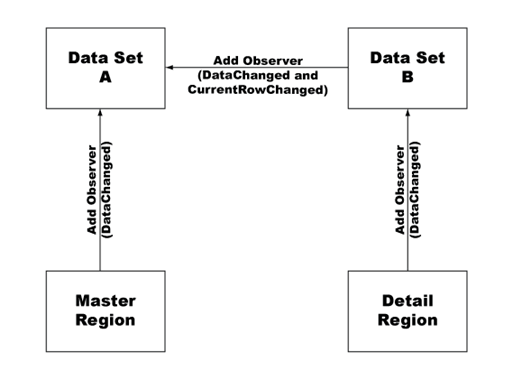 Data Set
A
Add Observer
(DataChanged and
CurrentRowChanged)
Data Set
B
Add Observer
(DataChanged)
Add Observer
(DataChanged)
Master
Region
Detail
Region